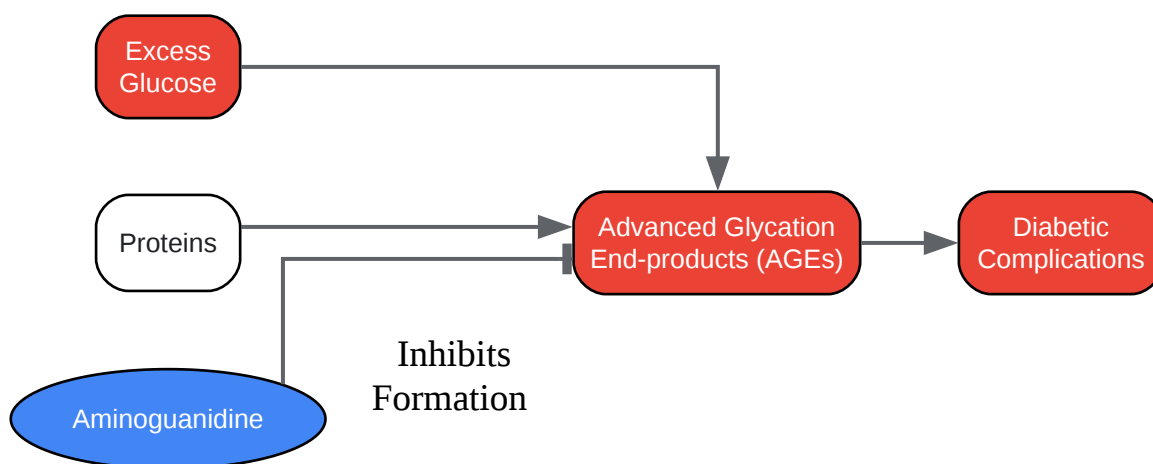 Excess
Glucose
Proteins
Advanced Glycation
End-products (AGEs)
Diabetic
Complications
Inhibits
Formation
Aminoguanidine